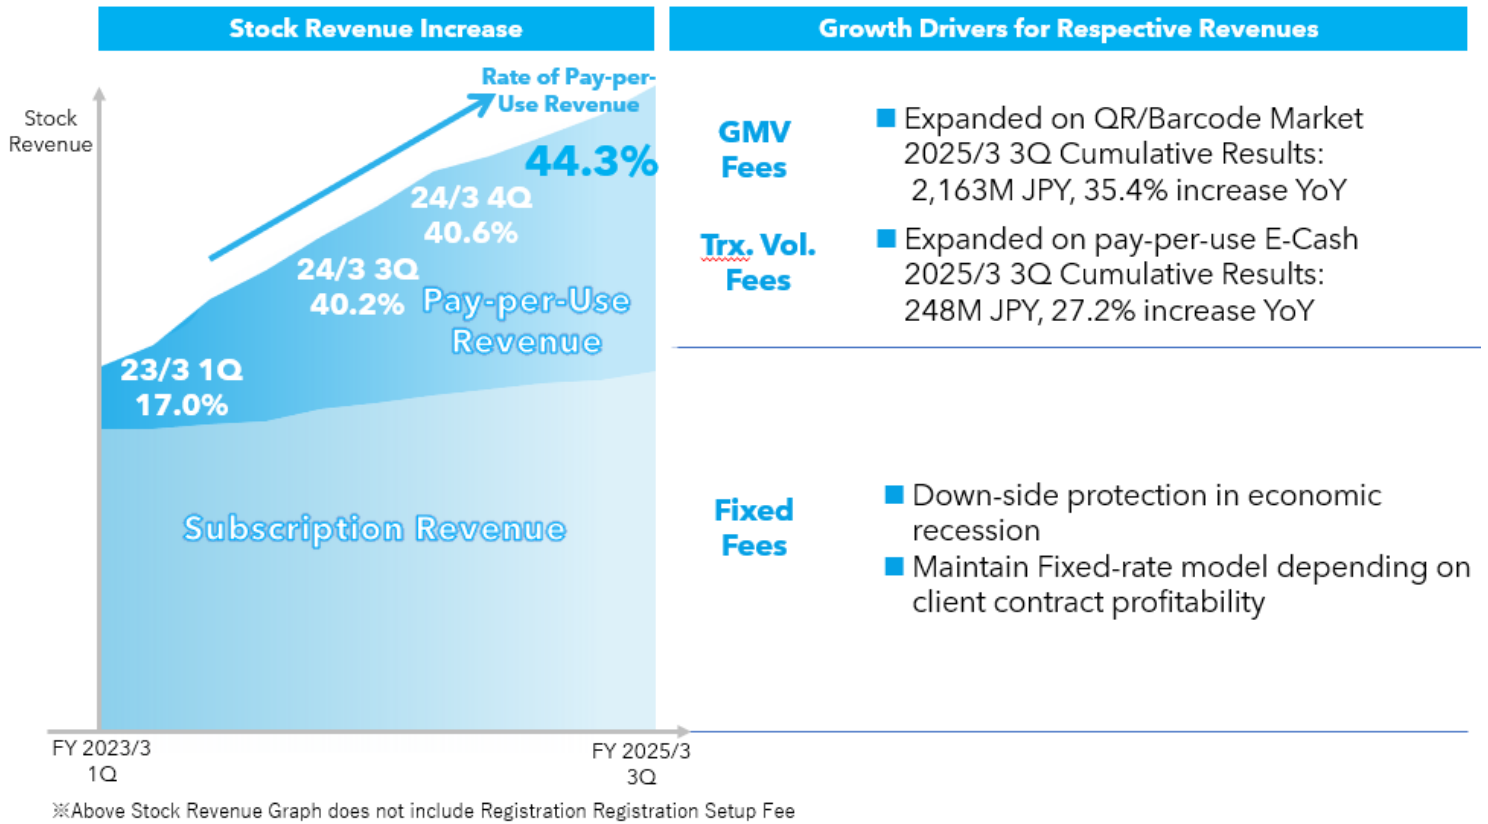 Stock Revenue Increase
Stock
Revenue
Rate of Pay-per-
Use Revenue
44.3%
24/3 4Q
40.6%
24/3 3Q
40.2%
Pay-per-Use
Revenue
23/3 1Q
17.0%
Subscription Revenue
FY 2023/3
1Q
FY 2025/3
3Q
※Above Stock Revenue Graph does not include Registration Registration Setup Fee
Growth Drivers for Respective Revenues
GMV
Fees
■ Expanded on QR/Barcode Market
2025/3 3Q Cumulative Results:
2,163M JPY, 35.4% increase YoY
Trx. Vol.
Fees
■ Expanded on pay-per-use E-Cash
2025/3 3Q Cumulative Results:
248M JPY, 27.2% increase YoY
Fixed
Fees
■ Down-side protection in economic
recession
■ Maintain Fixed-rate model depending on
client contract profitability